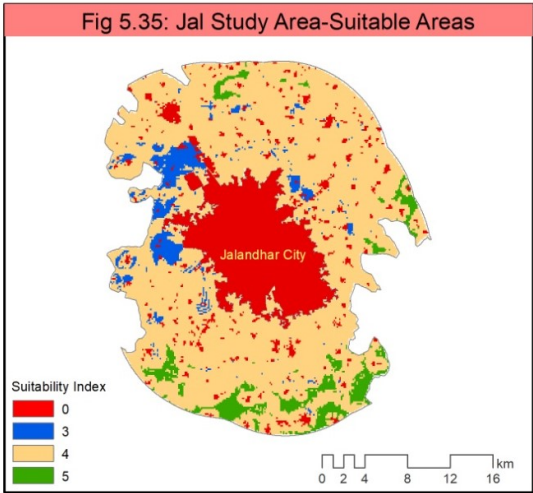 Fig 5.35: Jal Study Area-Suitable Areas
Jalandhar City
Suitability Index
0
3
4
5
km
0 2 4 8 12 16